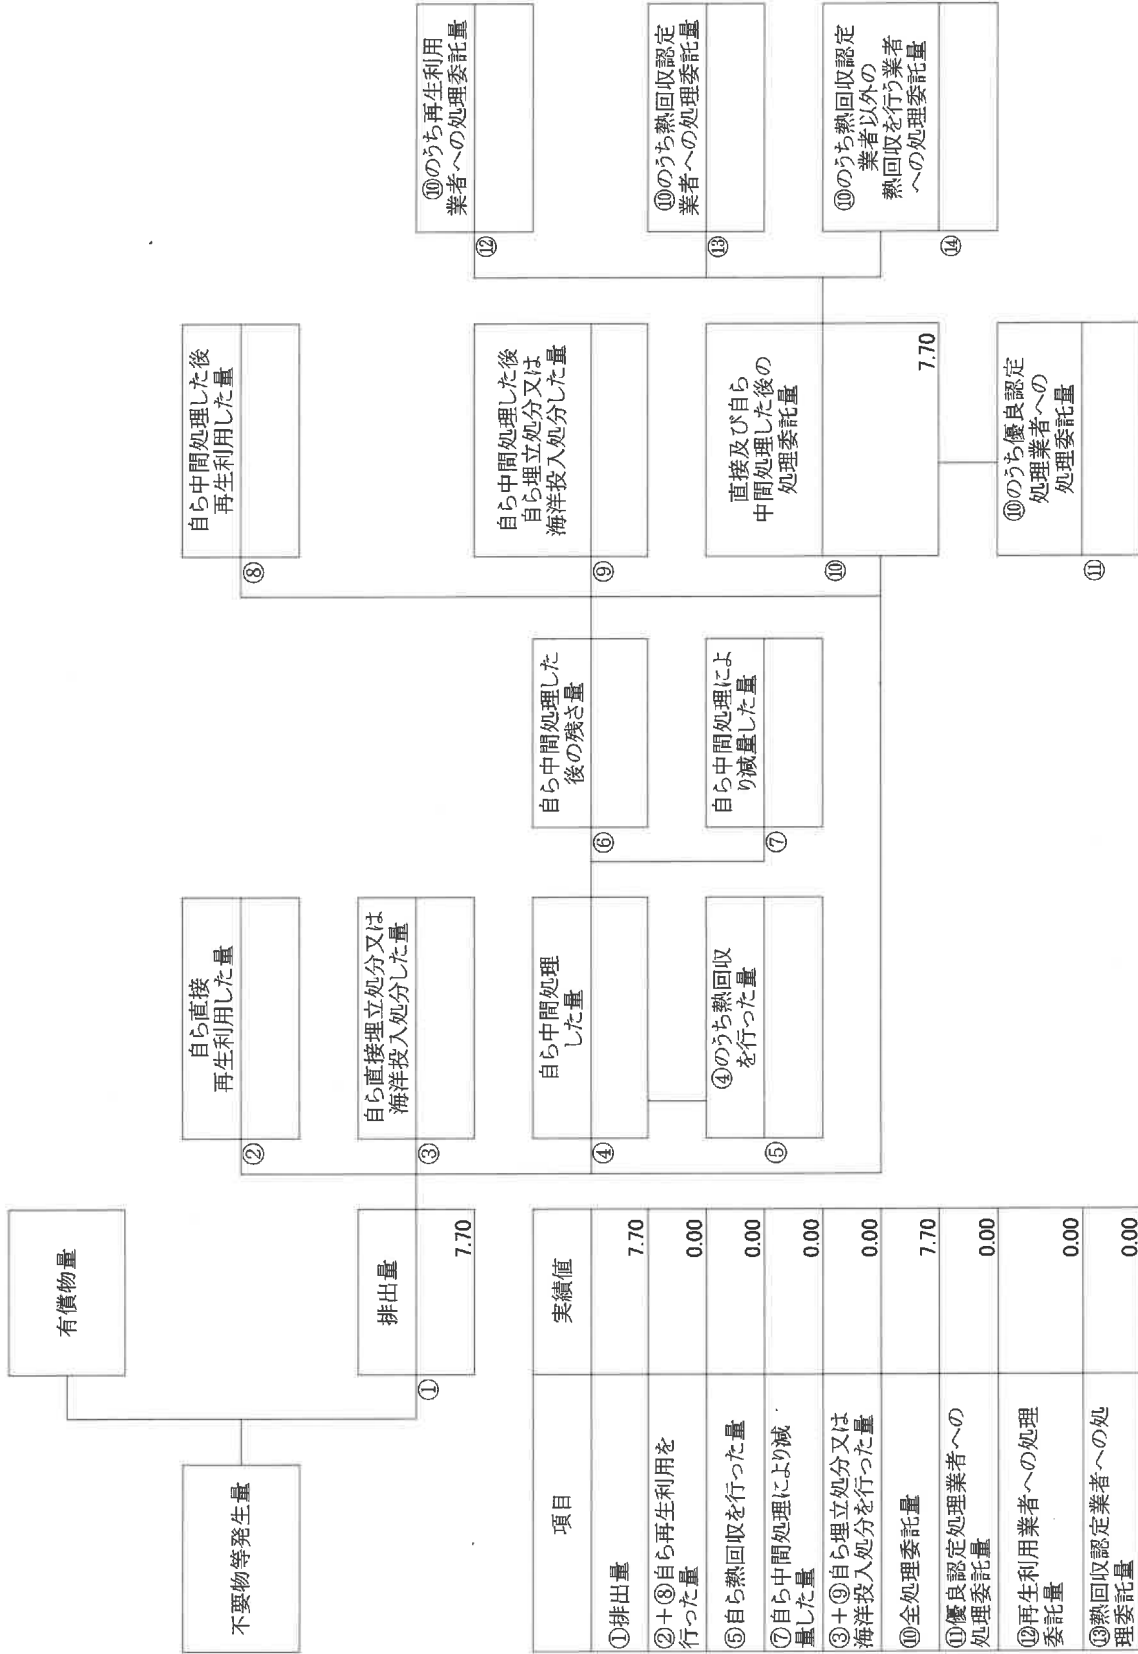 不要物等発生量
有償物量
①
排出量
7.70
②
自ら直接
再生利用した量
③
自ら直接埋立処分又は
海洋投入処分した量
④
自ら中間処理
した量
⑤
④のうち熱回収
を行った量
⑥
自ら中間処理した
後の残さ量
⑦
自ら中間処理によ
り減量した量
⑧
自ら中間処理した後
再生利用した量
⑨
自ら中間処理した後
自ら埋立処分又は
海洋投入処分した量
⑩
直接及び自ら
中間処理した後の
処理委託量
7.70
⑪
⑩のうち優良認定
処理業者への
処理委託量
⑫
⑩のうち再生利用
業者への処理委託量
⑬
⑩のうち熱回収認定
業者への処理委託量
⑭
⑩のうち熱回収認定
業者以外の
熱回収を行う業者
への処理委託量
項目 実績値
①排出量 7.70
②+⑧自ら再生利用を
行った量 0.00
⑤自ら熱回収を行った量 0.00
⑦自ら中間処理により減
量した量 0.00
③+⑨自ら埋立処分又は
海洋投入処分を行った量 0.00
⑩全処理委託量 7.70
⑪優良認定処理業者への
処理委託量 0.00
⑫再生利用業者への処理
委託量 0.00
⑬熱回収認定業者への処
理委託量 0.00